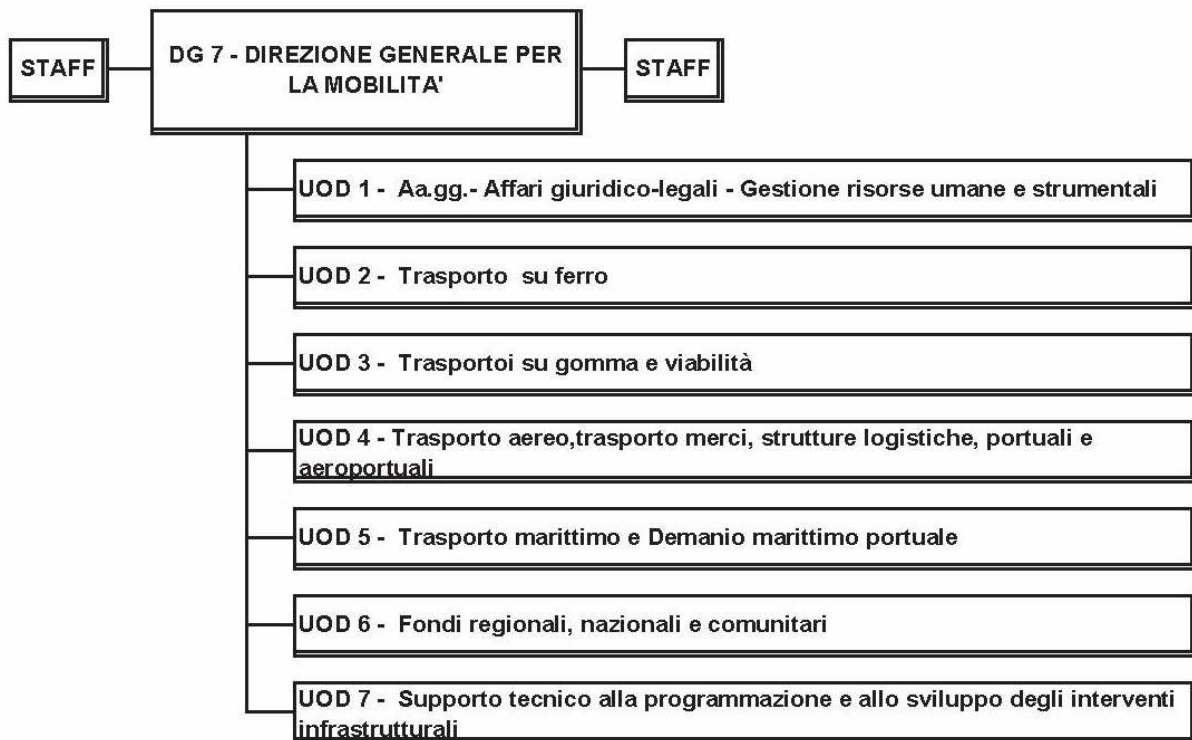 STAFF
DG 7 - DIREZIONE GENERALE PER
LA MOBILITA'
STAFF
UOD 1 - Aa.gg.- Affari giuridico-legali - Gestione risorse umane e strumentali
UOD 2 - Trasporto su ferro
UOD 3 - Trasportoi su gomma e viabilità
UOD 4 - Trasporto aereo,trasporto merci, strutture logistiche, portuali e
aeroportuali
UOD 5 - Trasporto marittimo e Demanio marittimo portuale
UOD 6 - Fondi regionali, nazionali e comunitari
UOD 7 - Supporto tecnico alla programmazione e allo sviluppo degli interventi
infrastrutturali